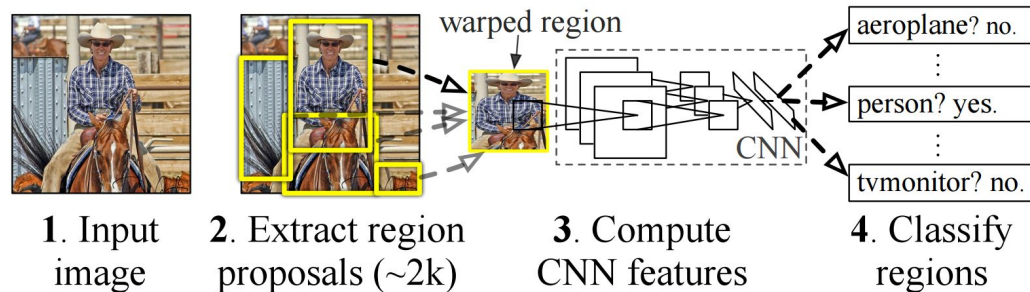 warped region
aeroplane? no.
⋮
person? yes.
⋮
tvmonitor? no.
CNN
1. Input
image
2. Extract region
proposals (~2k)
3. Compute
CNN features
4. Classify
regions